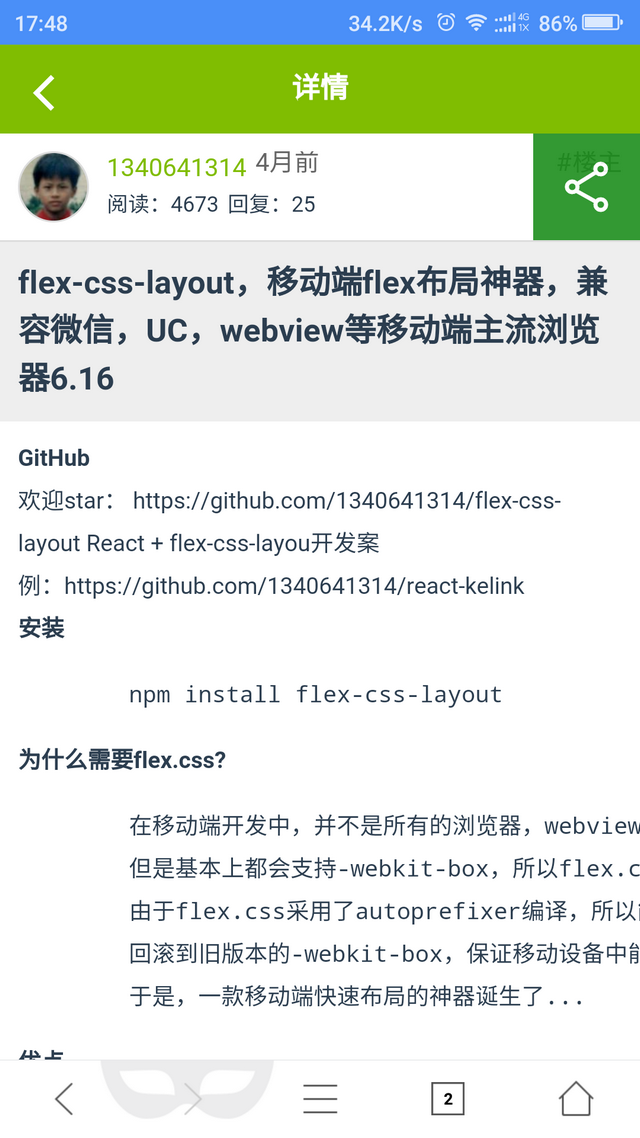 17:48 34.2K/s 4G 1X 86%
详情
1340641314 4月前 #楼主
阅读：4673 回复：25
flex-css-layout，移动端flex布局神器，兼
容微信，UC，webview等移动端主流浏览
器6.16
GitHub
欢迎star： https://github.com/1340641314/flex-css-
layout React + flex-css-layou开发案
例：https://github.com/1340641314/react-kelink
安装
npm install flex-css-layout
为什么需要flex.css?
在移动端开发中，并不是所有的浏览器，webview
但是基本上都会支持-webkit-box，所以flex.c
由于flex.css采用了autoprefixer编译，所以
回滚到旧版本的-webkit-box，保证移动设备中能
于是，一款移动端快速布局的神器诞生了...
2